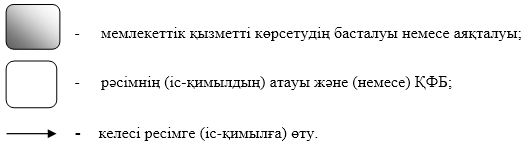 - мемлекеттік қызметті көрсетудің басталуы немесе аяқталуы;
- рәсімнің (іс-қимылдың) атауы және (немесе) ҚФБ;
- келесі ресімге (іс-қимылға) өту.